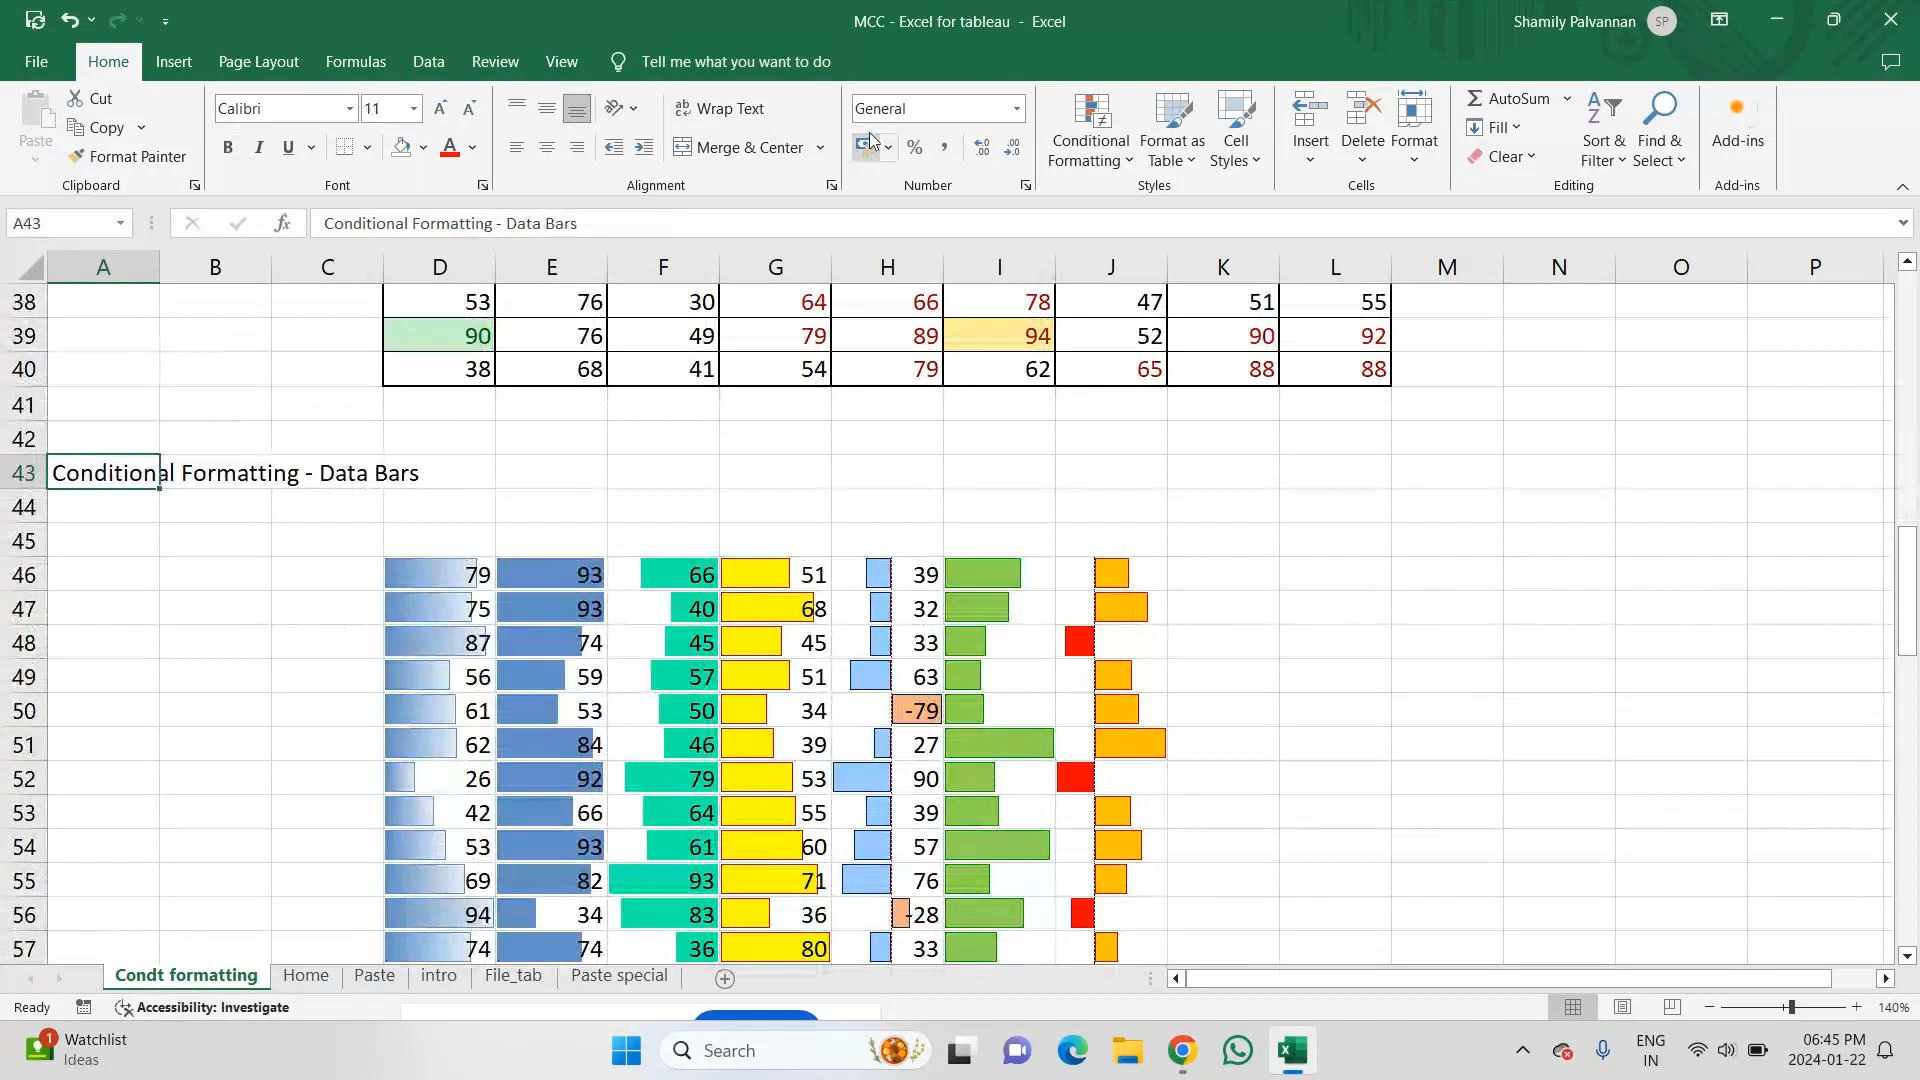 MCC - Excel for tableau - Excel
Shamily Palvannan
SP
File Home Insert Page Layout Formulas Data Review View Tell me what you want to do
Paste
Cut
Copy
Format Painter
Clipboard
Calibri 11
B I U
Font
Wrap Text
Merge & Center
Alignment
General
%
Number
Conditional Formatting
Format as Table
Cell Styles
Styles
Insert
Delete
Format
Cells
AutoSum
Fill
Clear
Sort & Filter
Find & Select
Editing
Add-ins
Add-ins
A43 fx Conditional Formatting - Data Bars
A B C D E F G H I J K L M N O P
38 53 76 30 64 66 78 47 51 55
39 90 76 49 79 89 94 52 90 92
40 38 68 41 54 79 62 65 88 88
41
42
43 Conditional Formatting - Data Bars
44
45
46 79 93 66 51 39
47 75 93 40 68 32
48 87 74 45 45 33
49 56 59 57 51 63
50 61 53 50 34 -79
51 62 84 46 39 27
52 26 92 79 53 90
53 42 66 64 55 39
54 53 93 61 60 57
55 69 82 93 71 76
56 94 34 83 36 -28
57 74 74 36 80 33
Condt formatting Home Paste intro File_tab Paste special
Ready Accessibility: Investigate 140%
1 Watchlist
Ideas
Search
ENG
IN
06:45 PM
2024-01-22